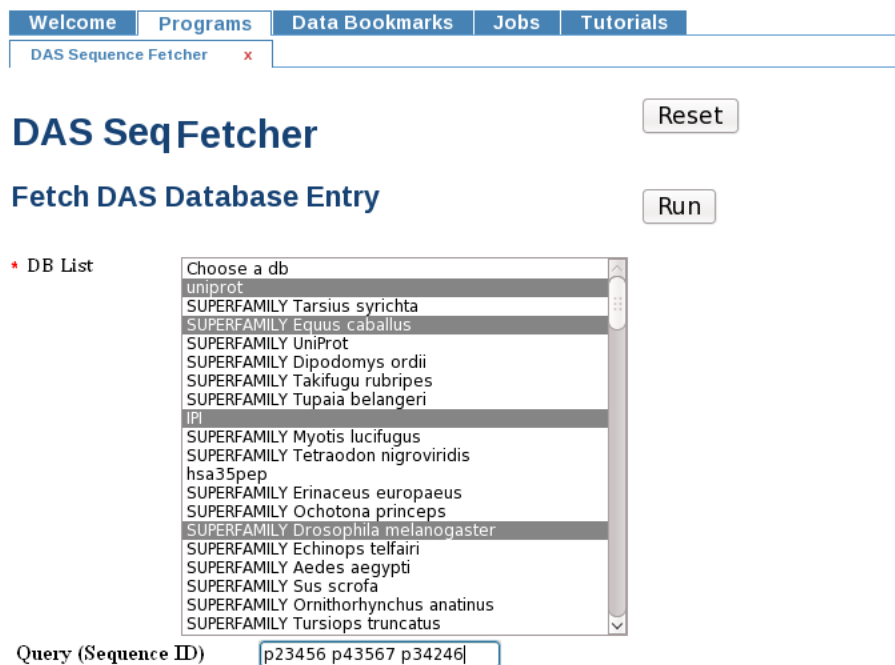 Welcome Programs Data Bookmarks Jobs Tutorials
DAS Sequence Fetcher x
DAS Seq Fetcher
Reset
Fetch DAS Database Entry
Run
* DB List
Choose a db
uniprot
SUPERFAMILY Tarsius syrichta
SUPERFAMILY Equus caballus
SUPERFAMILY UniProt
SUPERFAMILY Dipodomys ordii
SUPERFAMILY Takifugu rubripes
SUPERFAMILY Tupaia belangeri
IPI
SUPERFAMILY Myotis lucifugus
SUPERFAMILY Tetraodon nigroviridis
hsa35pep
SUPERFAMILY Erinaceus europaeus
SUPERFAMILY Ochotona princeps
SUPERFAMILY Drosophila melanogaster
SUPERFAMILY Echinops telfairi
SUPERFAMILY Aedes aegypti
SUPERFAMILY Sus scrofa
SUPERFAMILY Ornithorhynchus anatinus
SUPERFAMILY Tursiops truncatus
Query (Sequence ID) p23456 p43567 p34246